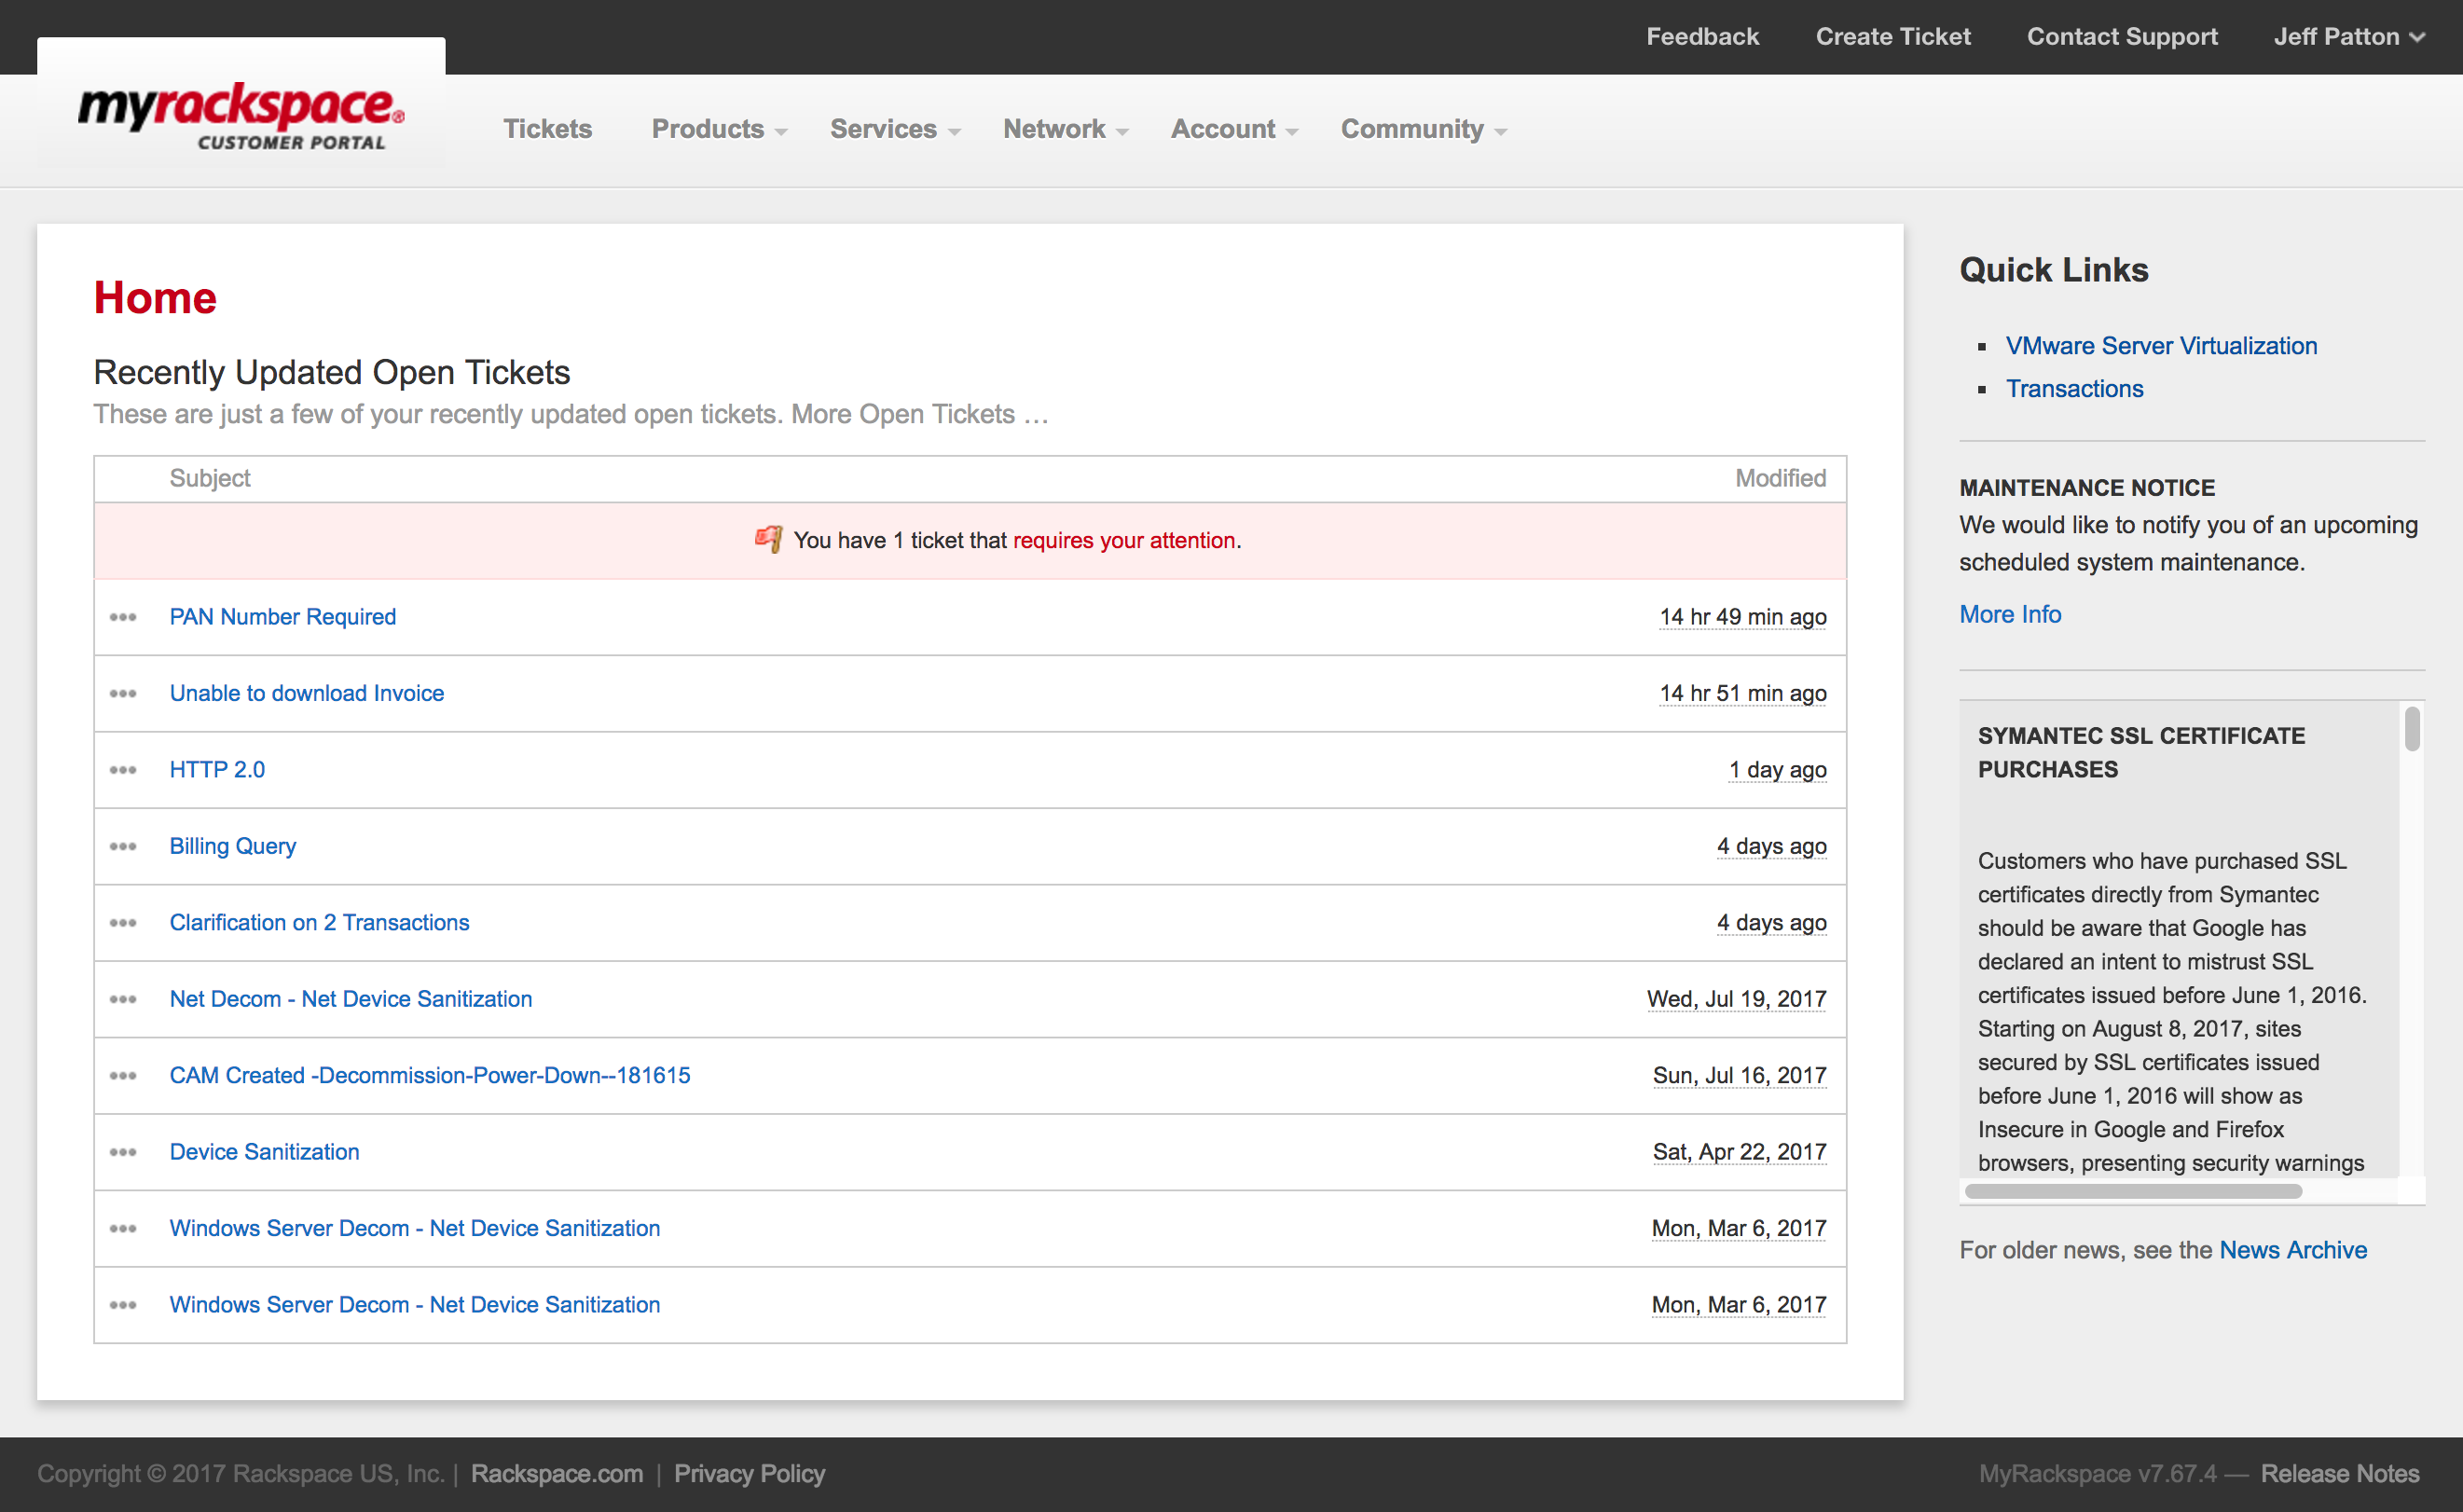 Feedback Create Ticket Contact Support Jeff Patton
myrackspace®
CUSTOMER PORTAL
Tickets Products Services Network Account Community
Home
Recently Updated Open Tickets
These are just a few of your recently updated open tickets. More Open Tickets …
Subject Modified
You have 1 ticket that requires your attention.
PAN Number Required 14 hr 49 min ago
Unable to download Invoice 14 hr 51 min ago
HTTP 2.0 1 day ago
Billing Query 4 days ago
Clarification on 2 Transactions 4 days ago
Net Decom - Net Device Sanitization Wed, Jul 19, 2017
CAM Created -Decommission-Power-Down--181615 Sun, Jul 16, 2017
Device Sanitization Sat, Apr 22, 2017
Windows Server Decom - Net Device Sanitization Mon, Mar 6, 2017
Windows Server Decom - Net Device Sanitization Mon, Mar 6, 2017
Quick Links
VMware Server Virtualization
Transactions
MAINTENANCE NOTICE
We would like to notify you of an upcoming
scheduled system maintenance.
More Info
SYMANTEC SSL CERTIFICATE
PURCHASES
Customers who have purchased SSL
certificates directly from Symantec
should be aware that Google has
declared an intent to mistrust SSL
certificates issued before June 1, 2016.
Starting on August 8, 2017, sites
secured by SSL certificates issued
before June 1, 2016 will show as
Insecure in Google and Firefox
browsers, presenting security warnings
For older news, see the News Archive
Copyright © 2017 Rackspace US, Inc. | Rackspace.com | Privacy Policy
MyRackspace v7.67.4 — Release Notes